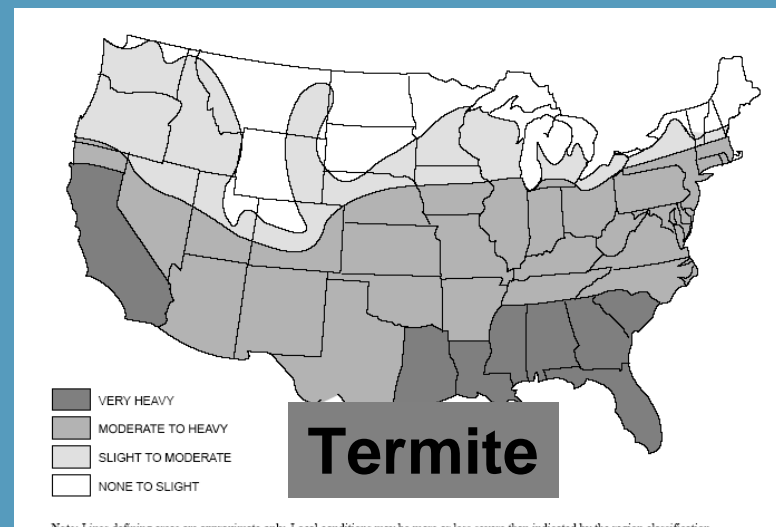 VERY HEAVY
MODERATE TO HEAVY
SLIGHT TO MODERATE
NONE TO SLIGHT
Termite
Note: Lines defining areas are approximate only. Local conditions may be more or less severe than indicated by the region classification.